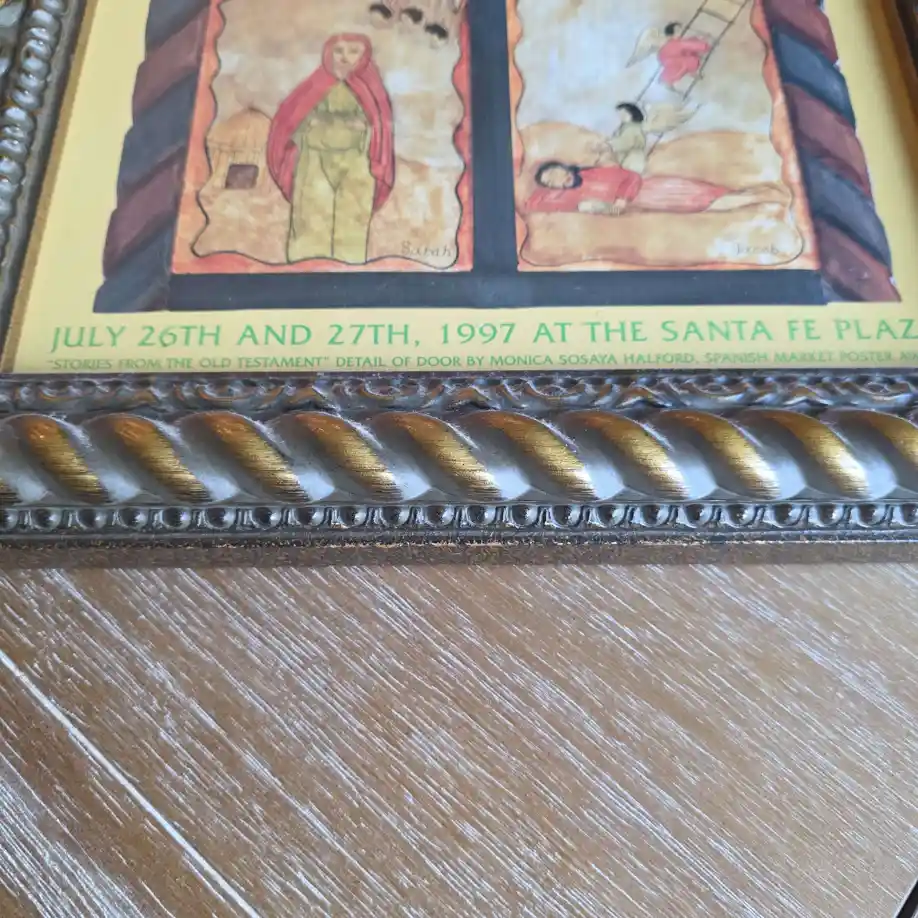 Sarah
Jacob
JULY 26TH AND 27TH, 1997 AT THE SANTA FE PLAZ
"STORIES FROM THE OLD TESTAMENT" DETAIL OF DOOR BY MONICA SOSAYA HALFORD, SPANISH MARKET POSTER